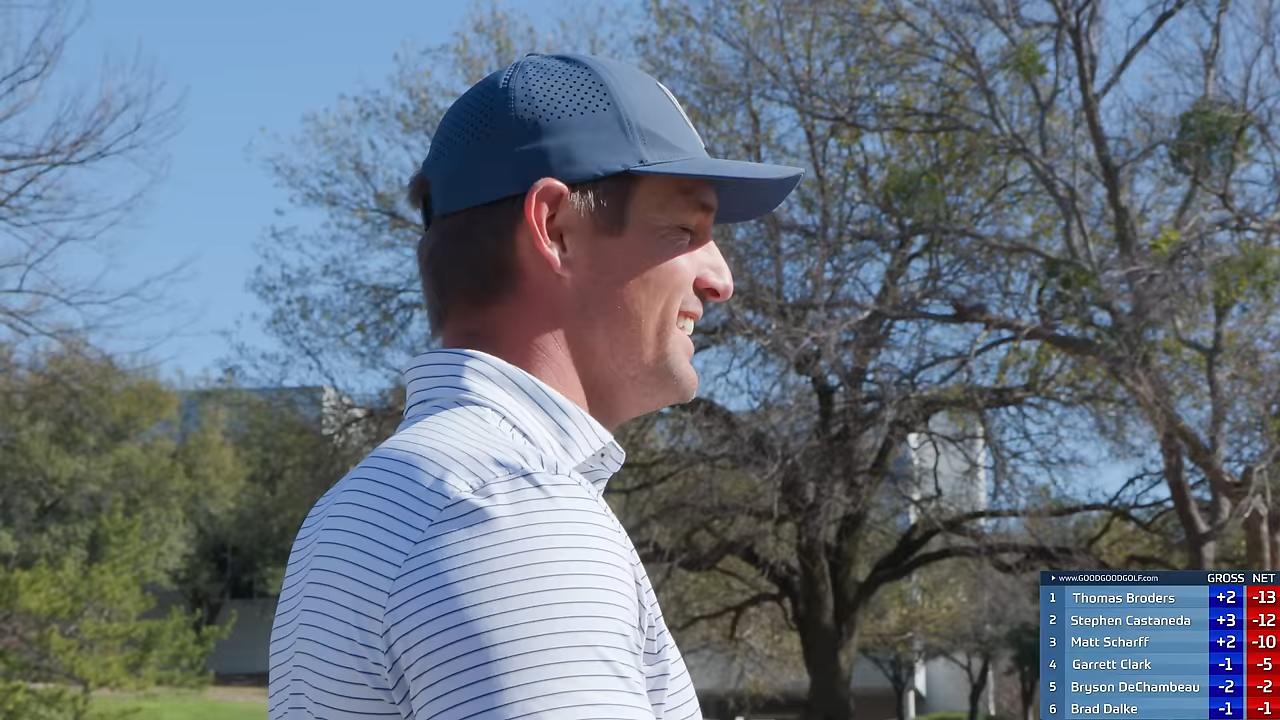 www.GOODGOODGOLF.com GROSS NET
1 Thomas Broders +2 -13
2 Stephen Castaneda +3 -12
3 Matt Scharff +2 -10
4 Garrett Clark -1 -5
5 Bryson DeChambeau -2 -2
6 Brad Dalke -1 -1